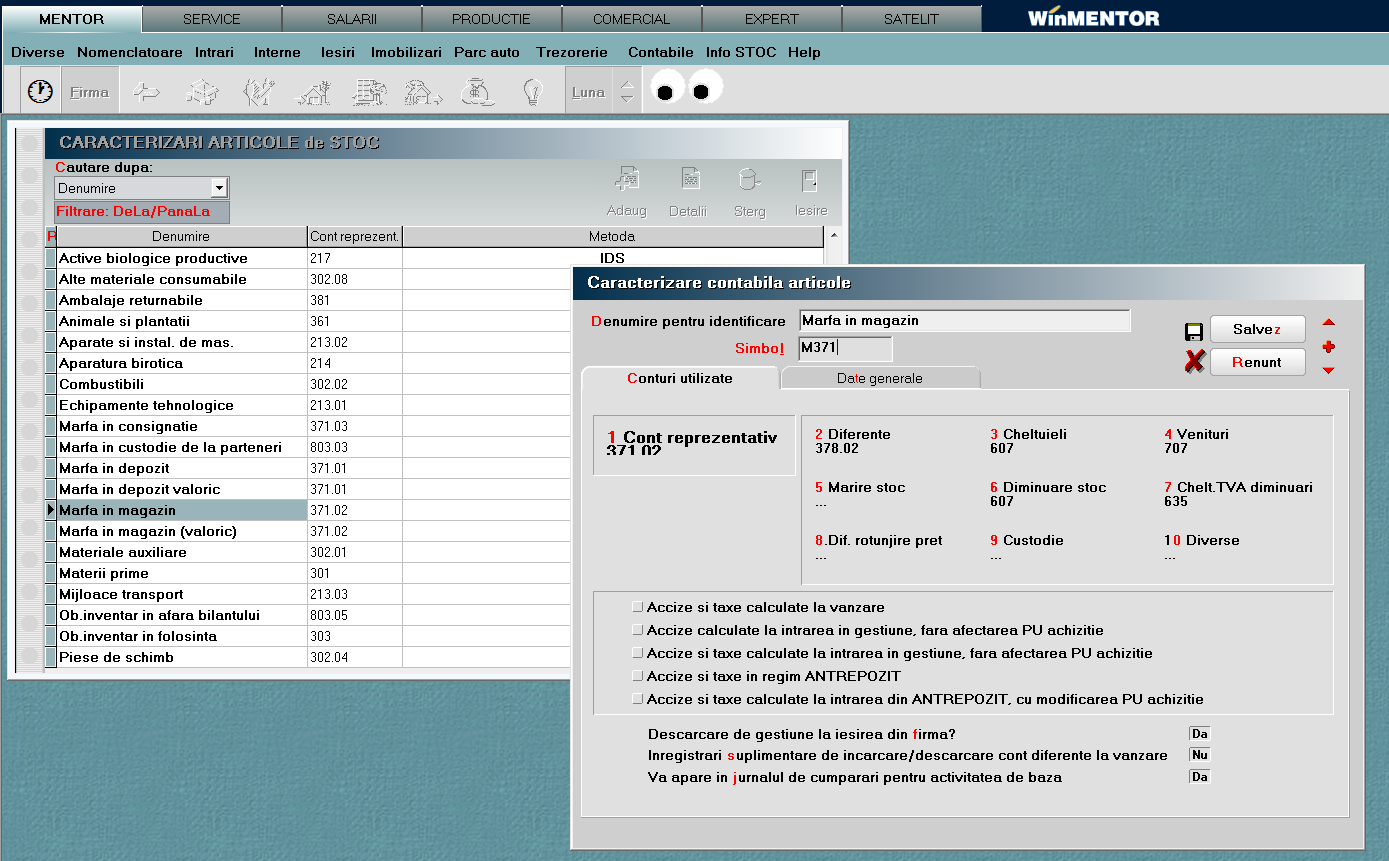 MENTOR SERVICE SALARII PRODUCTIE COMERCIAL EXPERT SATELIT WinMENTOR
Diverse Nomenclatoare Intrari Interne Iesiri Imobilizari Parc auto Trezorerie Contabile Info STOC Help
Firma Luna
CARACTERIZARI ARTICOLE de STOC
Cautare dupa:
Denumire
Filtrare: DeLa/PanaLa
Adaug Detalii Sterg Iesire
P Denumire Cont reprezent. Metoda
Active biologice productive 217 IDS
Alte materiale consumabile 302.08
Ambalaje returnabile 381
Animale si plantatii 361
Aparate si instal. de mas. 213.02
Aparatura birotica 214
Combustibili 302.02
Echipamente tehnologice 213.01
Marfa in consignatie 371.03
Marfa in custodie de la parteneri 803.03
Marfa in depozit 371.01
Marfa in depozit valoric 371.01
Marfa in magazin 371.02
Marfa in magazin (valoric) 371.02
Materiale auxiliare 302.01
Materii prime 301
Mijloace transport 213.03
Ob.inventar in afara bilantului 803.05
Ob.inventar in folosinta 303
Piese de schimb 302.04
Caracterizare contabila articole
Denumire pentru identificare Marfa in magazin
Simbol M371
Salvez
Renunt
Conturi utilizate Date generale
1 Cont reprezentativ
371.02
2 Diferente 3 Cheltuieli 4 Venituri
378.02 607 707
5 Marire stoc 6 Diminuare stoc 7 Chelt.TVA diminuari
... 607 635
8.Dif. rotunjire pret 9 Custodie 10 Diverse
... ... ...
Accize si taxe calculate la vanzare
Accize calculate la intrarea in gestiune, fara afectarea PU achizitie
Accize si taxe calculate la intrarea in gestiune, fara afectarea PU achizitie
Accize si taxe in regim ANTREPOZIT
Accize si taxe calculate la intrarea din ANTREPOZIT, cu modificarea PU achizitie
Descarcare de gestiune la iesirea din firma? Da
Inregistrari suplimentare de incarcare/descarcare cont diferente la vanzare Nu
Va apare in jurnalul de cumparari pentru activitatea de baza Da